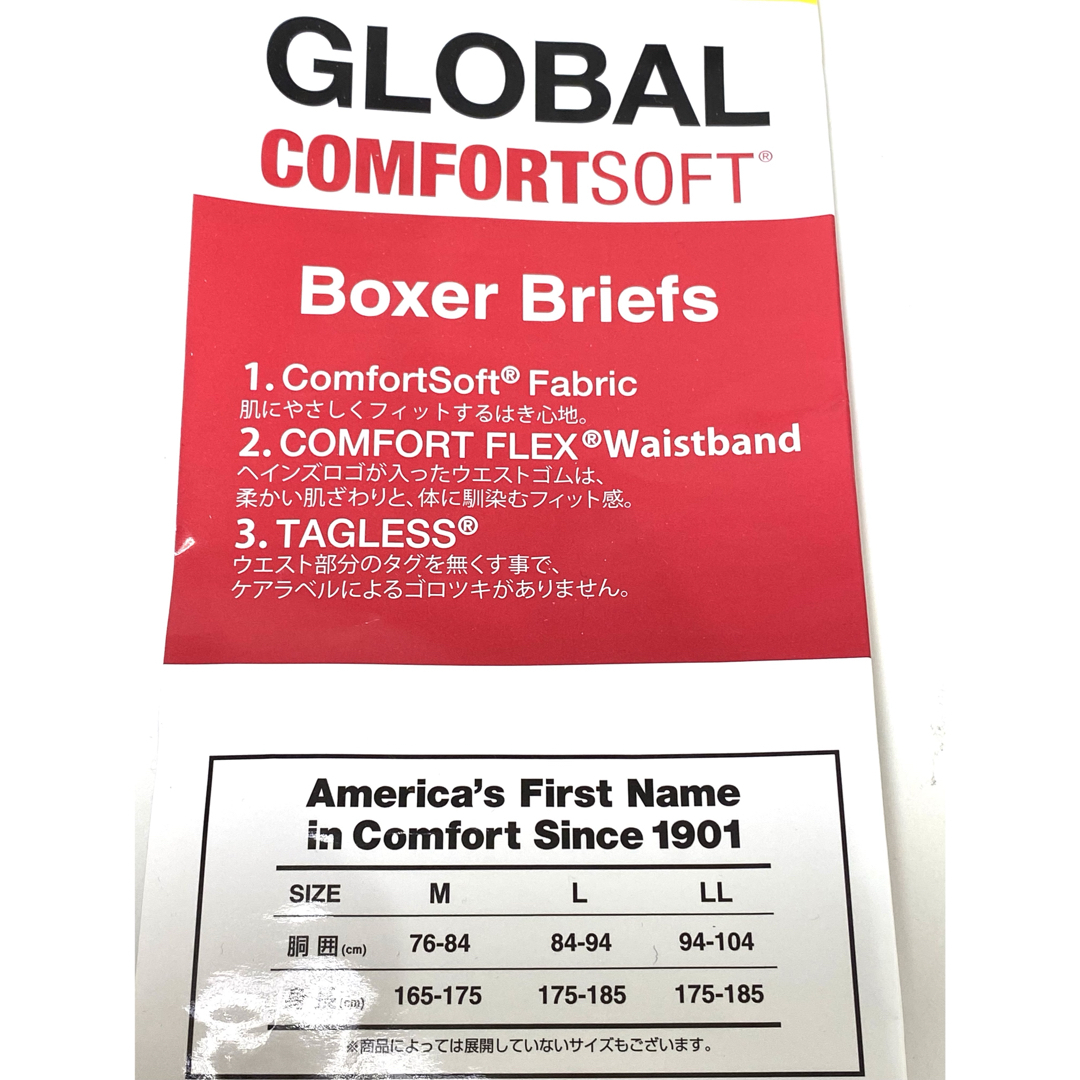 GLOBAL
COMFORTSOFT®
Boxer Briefs
1. ComfortSoft® Fabric
肌にやさしくフィットするはき心地。
2. COMFORT FLEX® Waistband
ヘインズロゴが入ったウエストゴムは、
柔かい肌ざわりと、体に馴染むフィット感。
3. TAGLESS®
ウエスト部分のタグを無くす事で、
ケアラベルによるゴロツキがありません。
America's First Name
in Comfort Since 1901
SIZE M L LL
胴囲(cm) 76-84 84-94 94-104
身長(cm) 165-175 175-185 175-185
※商品によっては展開していないサイズもございます。